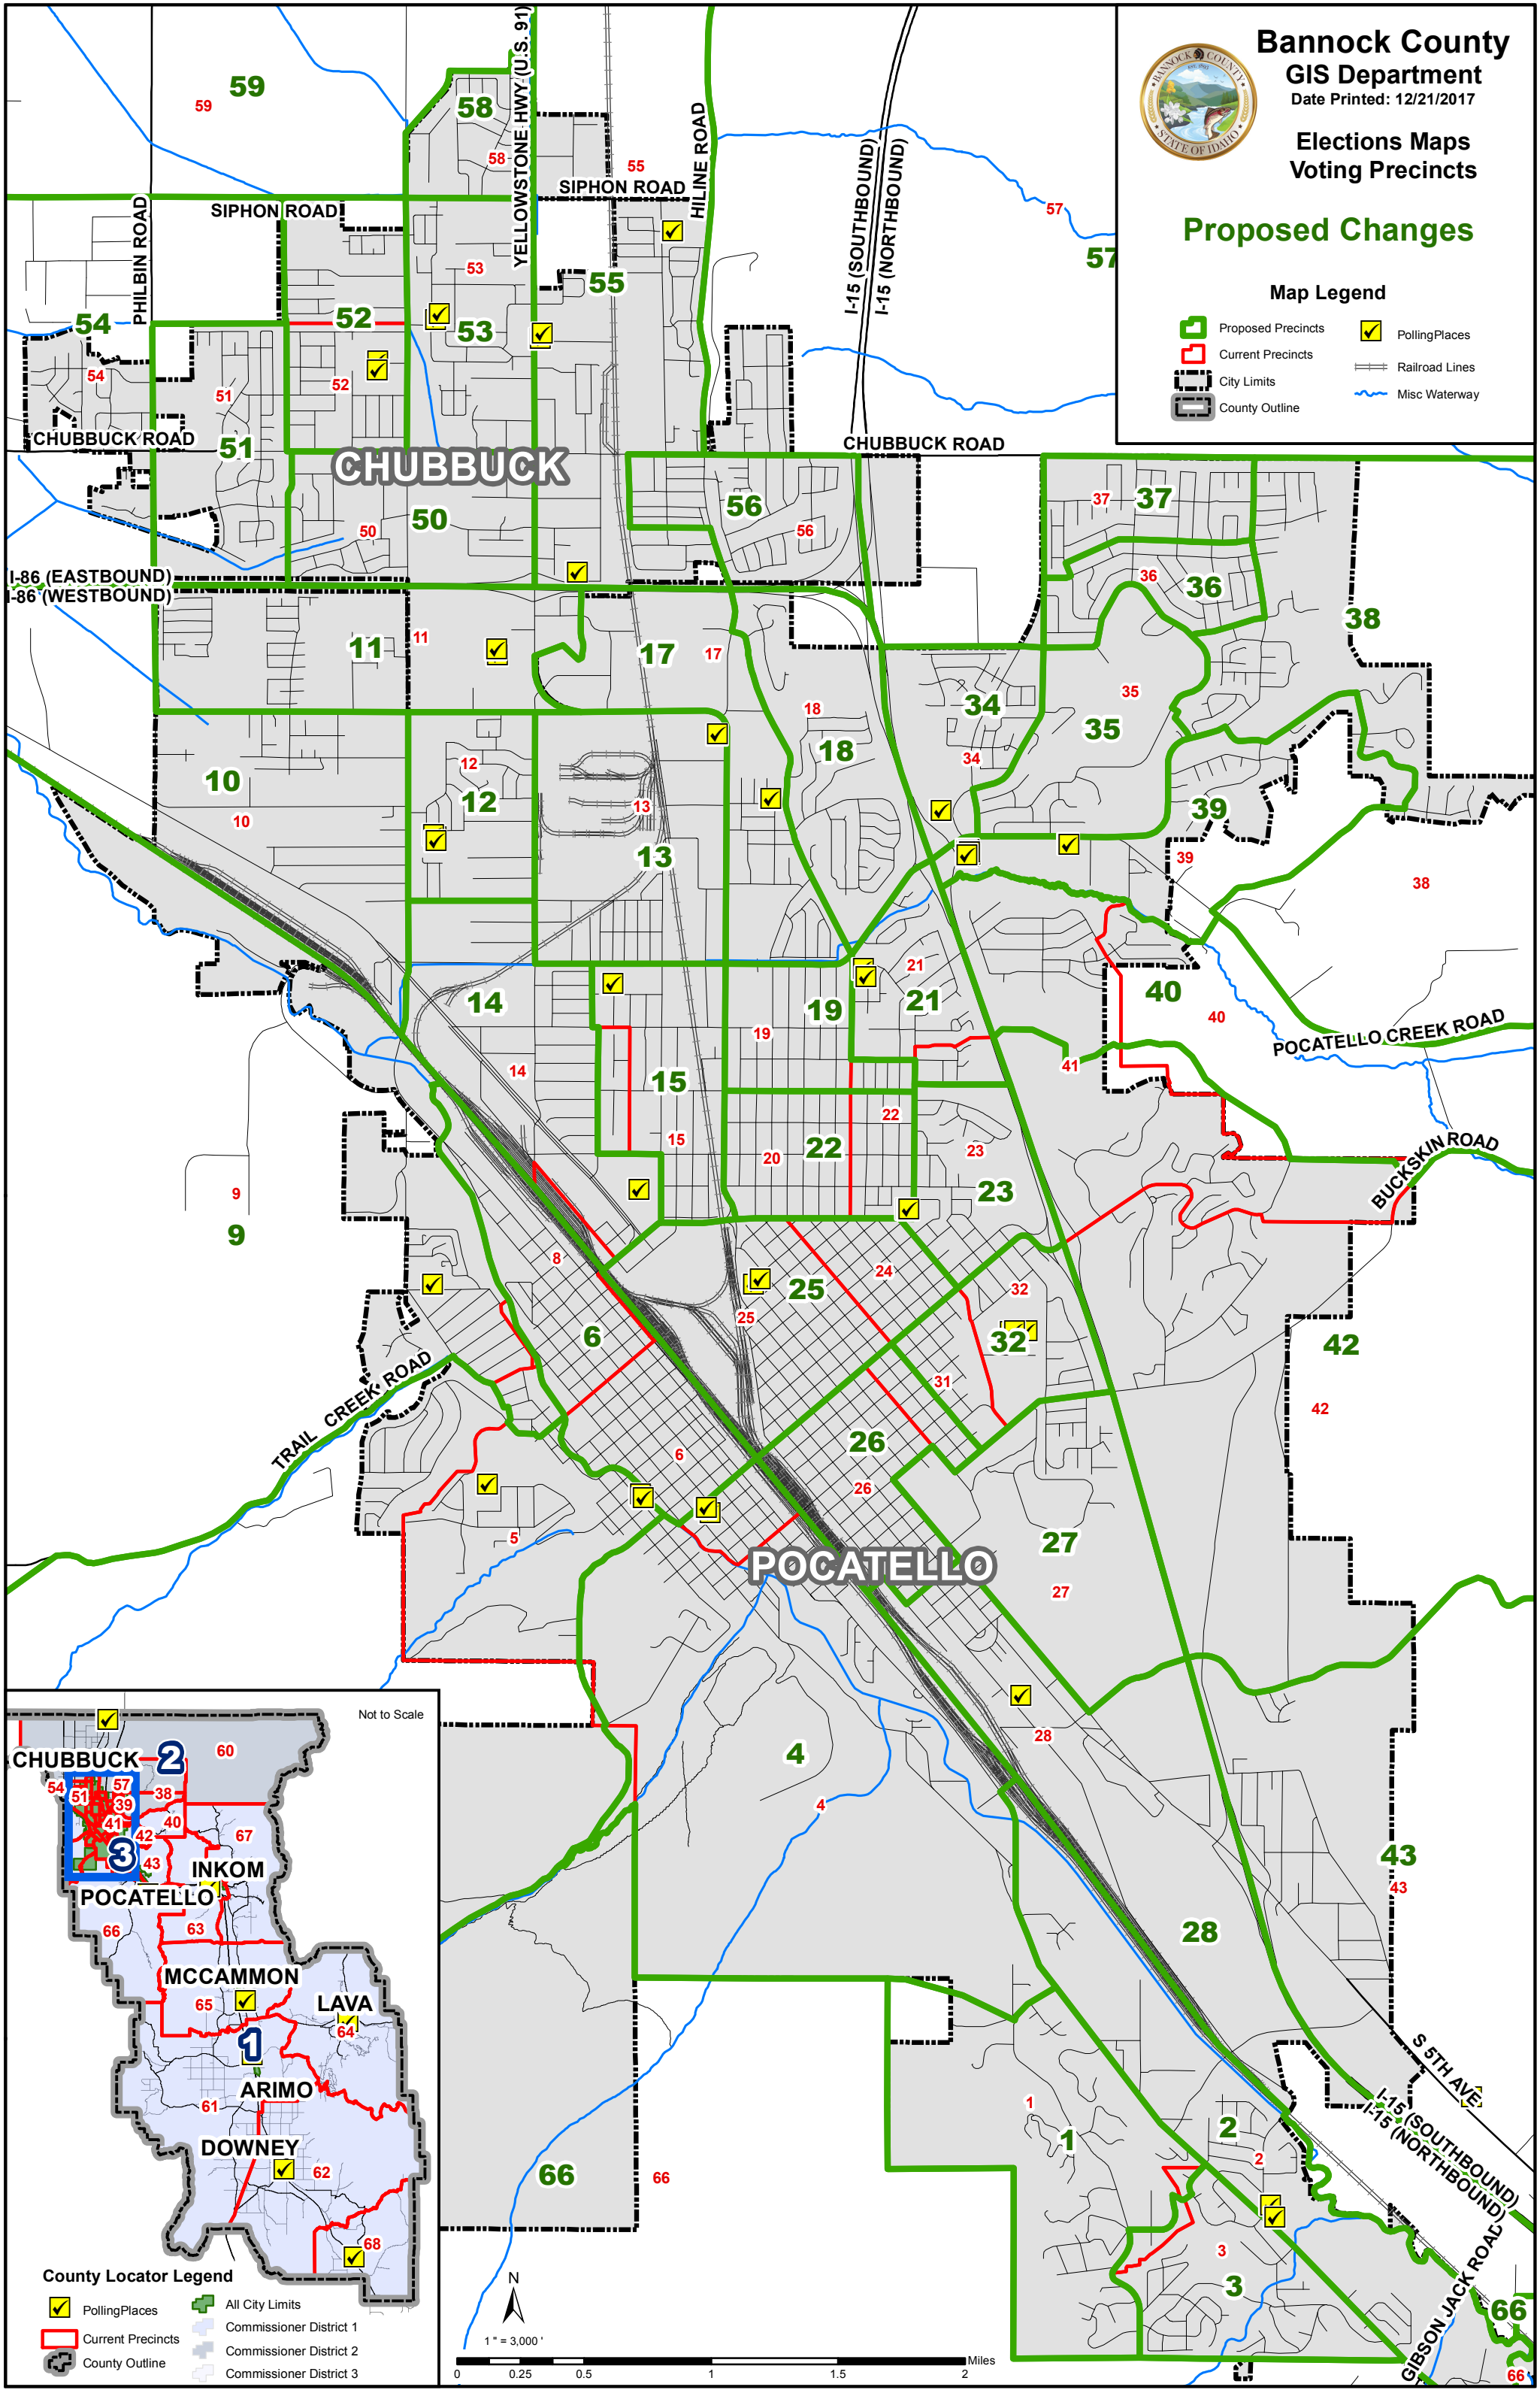 Bannock County
GIS Department
Date Printed: 12/21/2017
Elections Maps
Voting Precincts
Proposed Changes
BANNOCK COUNTY
STATE OF IDAHO
Map Legend
Proposed Precincts
Current Precincts
City Limits
County Outline
PollingPlaces
Railroad Lines
Misc Waterway
59
59
58
58
YELLOWSTONE HWY (U.S. 91)
55
HILINE ROAD
I-15 (SOUTHBOUND)
I-15 (NORTHBOUND)
57
57
SIPHON ROAD
SIPHON ROAD
PHILBIN ROAD
53
55
54
52
53
54
51
52
CHUBBUCK ROAD
51
CHUBBUCK
CHUBBUCK ROAD
50
50
56
56
37
37
I-86 (EASTBOUND)
I-86 (WESTBOUND)
36
36
38
11
11
17
17
35
34
18
35
18
34
10
12
12
13
10
13
39
39
38
21
14
19
21
40
19
40
POCATELLO CREEK ROAD
14
15
41
22
15
22
20
23
23
BUCKSKIN ROAD
9
9
8
24
25
32
25
6
32
42
TRAIL CREEK ROAD
31
42
26
6
26
5
27
POCATELLO
27
28
4
4
43
43
28
S 5TH AVE
I-15 (SOUTHBOUND)
I-15 (NORTHBOUND)
1
1
2
2
66
66
3
3
GIBSON JACK ROAD
66
66
Not to Scale
CHUBBUCK
2
60
54
57
51
38
39
41
40
42
67
3
43
INKOM
POCATELLO
66
63
MCCAMMON
65
LAVA
64
1
ARIMO
61
DOWNEY
62
68
County Locator Legend
PollingPlaces
Current Precincts
County Outline
All City Limits
Commissioner District 1
Commissioner District 2
Commissioner District 3
N
1 " = 3,000 '
Miles
0 0.25 0.5 1 1.5 2